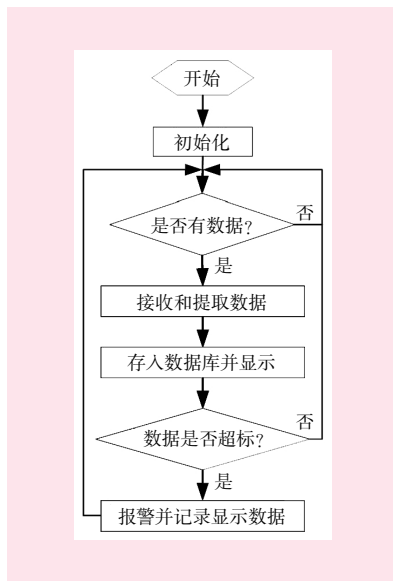 开始
初始化
是否有数据?
否
是
接收和提取数据
存入数据库并显示
否
数据是否超标?
是
报警并记录显示数据